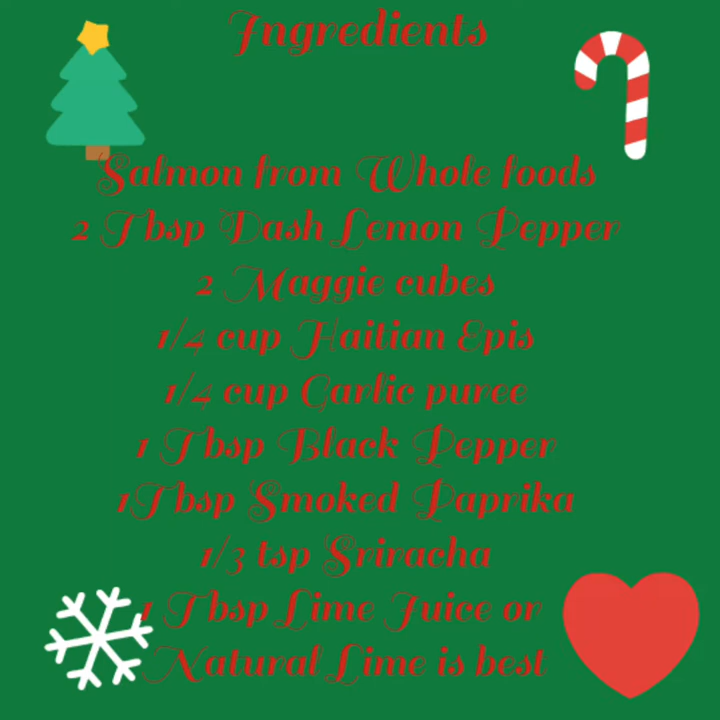 Ingredients
Salmon from Whole foods
2 Tbsp Dash Lemon Pepper
2 Maggie cubes
1/4 cup Haitian Epis
1/4 cup Garlic puree
1 Tbsp Black Pepper
1Tbsp Smoked Paprika
1/3 tsp Sriracha
1 Tbsp Lime Juice or
Natural Lime is best